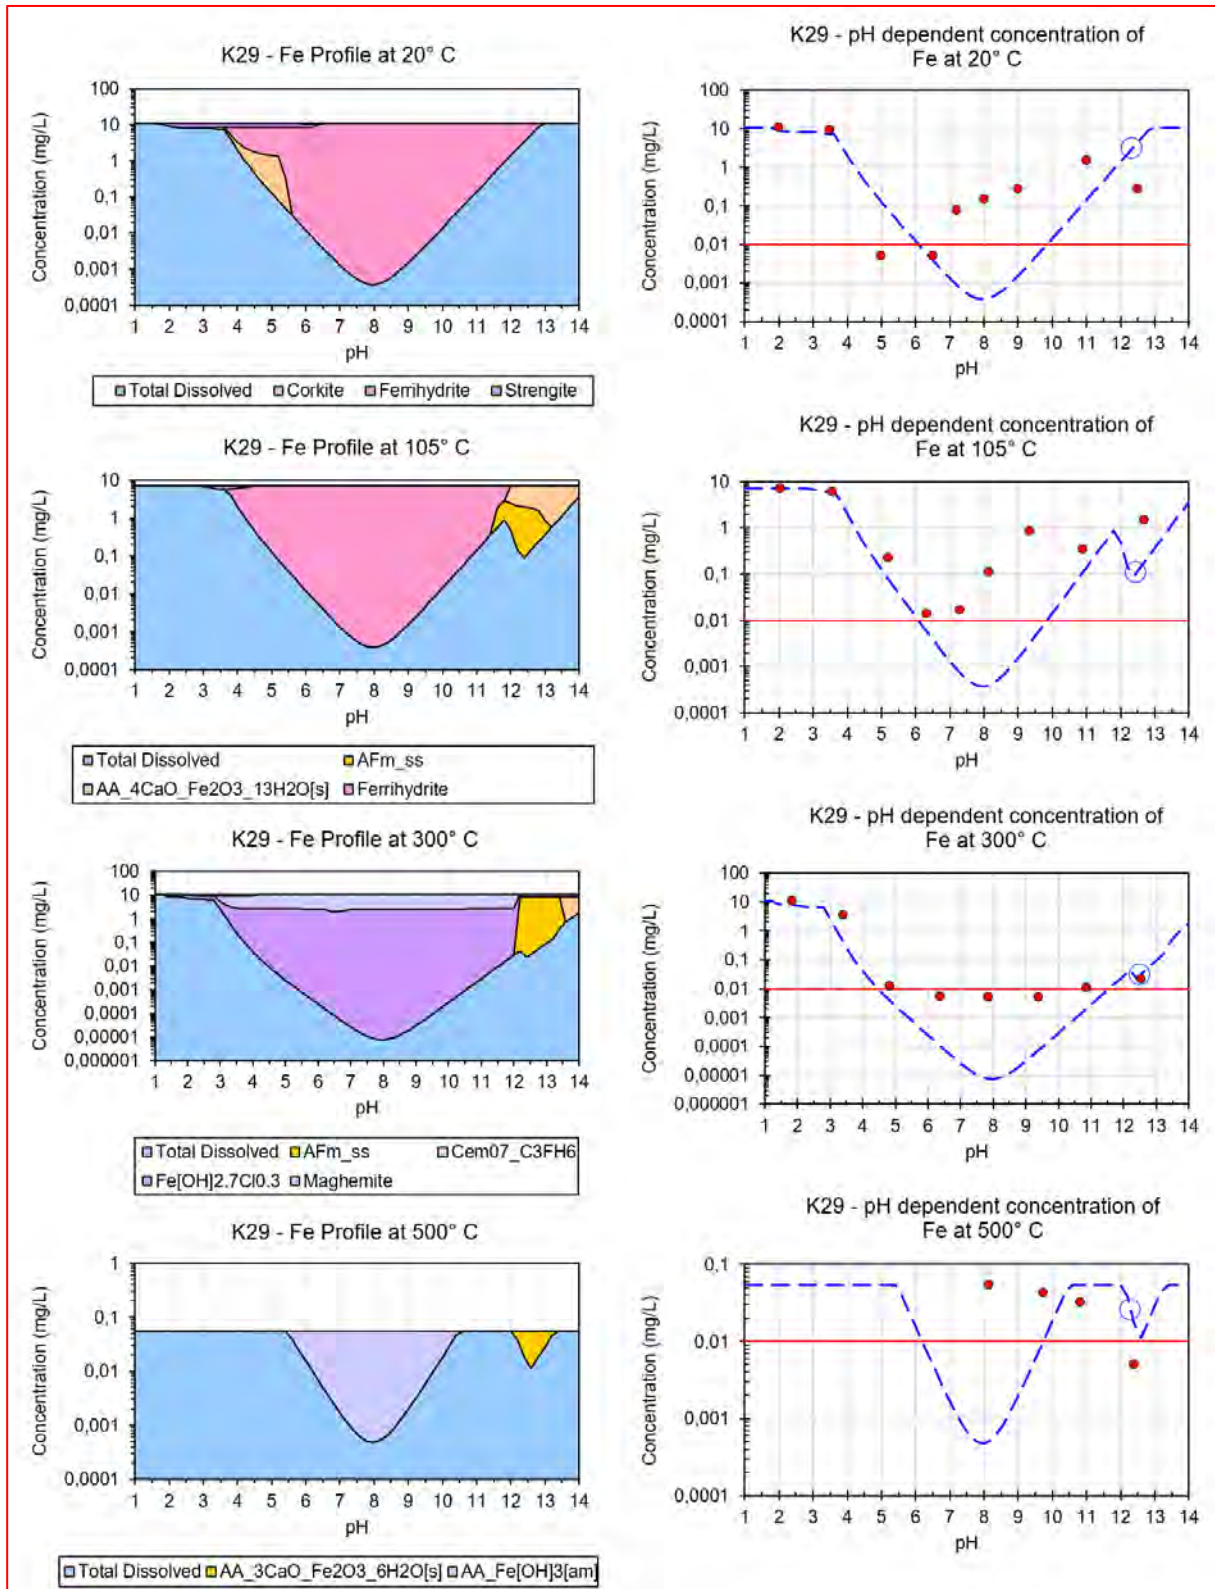 K29 - Fe Profile at 20° C
Concentration (mg/L)
100
10
1
0,1
0,01
0,001
0,0001
1 2 3 4 5 6 7 8 9 10 11 12 13 14
pH
Total Dissolved Corkite Ferrihydrite Strengite
K29 - pH dependent concentration of
Fe at 20° C
Concentration (mg/L)
100
10
1
0,1
0,01
0,001
0,0001
1 2 3 4 5 6 7 8 9 10 11 12 13 14
pH
K29 - Fe Profile at 105° C
Concentration (mg/L)
10
1
0,1
0,01
0,001
0,0001
1 2 3 4 5 6 7 8 9 10 11 12 13 14
pH
Total Dissolved AFm_ss
AA_4CaO_Fe2O3_13H2O[s] Ferrihydrite
K29 - pH dependent concentration of
Fe at 105° C
Concentration (mg/L)
10
1
0,1
0,01
0,001
0,0001
1 2 3 4 5 6 7 8 9 10 11 12 13 14
pH
K29 - Fe Profile at 300° C
Concentration (mg/L)
100
10
1
0,1
0,01
0,001
0,0001
0,00001
0,000001
1 2 3 4 5 6 7 8 9 10 11 12 13 14
pH
Total Dissolved AFm_ss Cem07_C3FH6
Fe[OH]2.7Cl0.3 Maghemite
K29 - pH dependent concentration of
Fe at 300° C
Concentration (mg/L)
100
10
1
0,1
0,01
0,001
0,0001
0,00001
0,000001
1 2 3 4 5 6 7 8 9 10 11 12 13 14
pH
K29 - Fe Profile at 500° C
Concentration (mg/L)
1
0,1
0,01
0,001
0,0001
1 2 3 4 5 6 7 8 9 10 11 12 13 14
pH
Total Dissolved AA_3CaO_Fe2O3_6H2O[s] AA_Fe[OH]3[am]
K29 - pH dependent concentration of
Fe at 500° C
Concentration (mg/L)
0,1
0,01
0,001
0,0001
1 2 3 4 5 6 7 8 9 10 11 12 13 14
pH